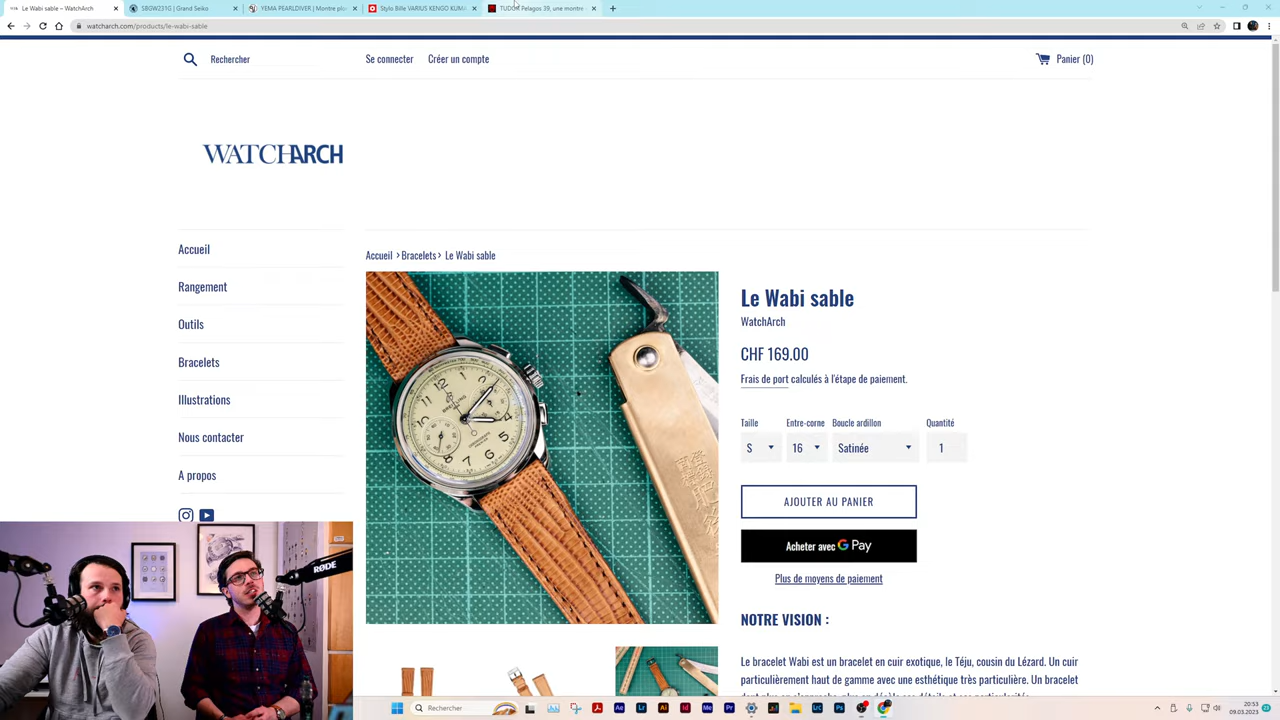 Le Wabi sable – WatchArch
SBGW231G | Grand Seiko
YEMA PEARLDIVER | Montre plon
Stylo Bille VARIUS KENGO KUMA
TUDOR Pelagos 39, une montre
watcharch.com/products/le-wabi-sable
Rechercher
Se connecter
Créer un compte
Panier (0)
WATCHARCH
Accueil
Rangement
Outils
Bracelets
Illustrations
Nous contacter
A propos
Accueil › Bracelets › Le Wabi sable
Le Wabi sable
WatchArch
CHF 169.00
Frais de port calculés à l'étape de paiement.
Taille
Entre-corne
Boucle ardillon
Quantité
S
16
Satinée
1
AJOUTER AU PANIER
Acheter avec G Pay
Plus de moyens de paiement
NOTRE VISION :
Le bracelet Wabi est un bracelet en cuir exotique, le Téju, cousin du Lézard. Un cuir
particulièrement haut de gamme avec une esthétique très particulière. Un bracelet
RØDE
Rechercher
20:53
09.03.2023